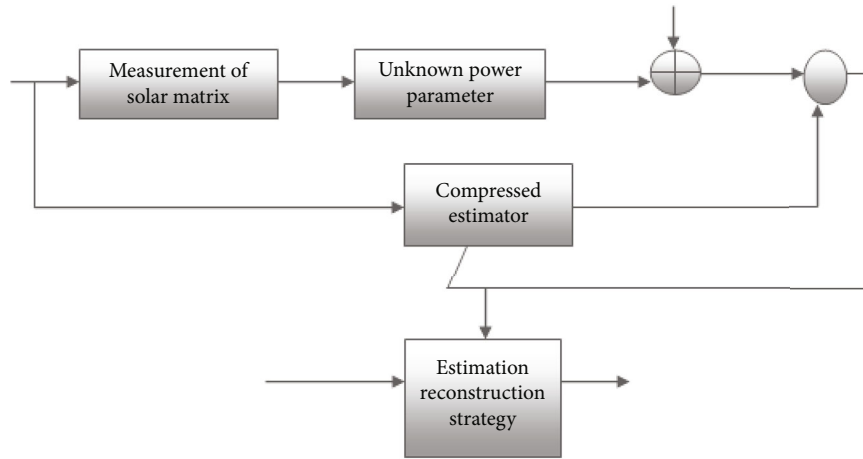 Measurement of
solar matrix
Unknown power
parameter
Compressed
estimator
Estimation
reconstruction
strategy